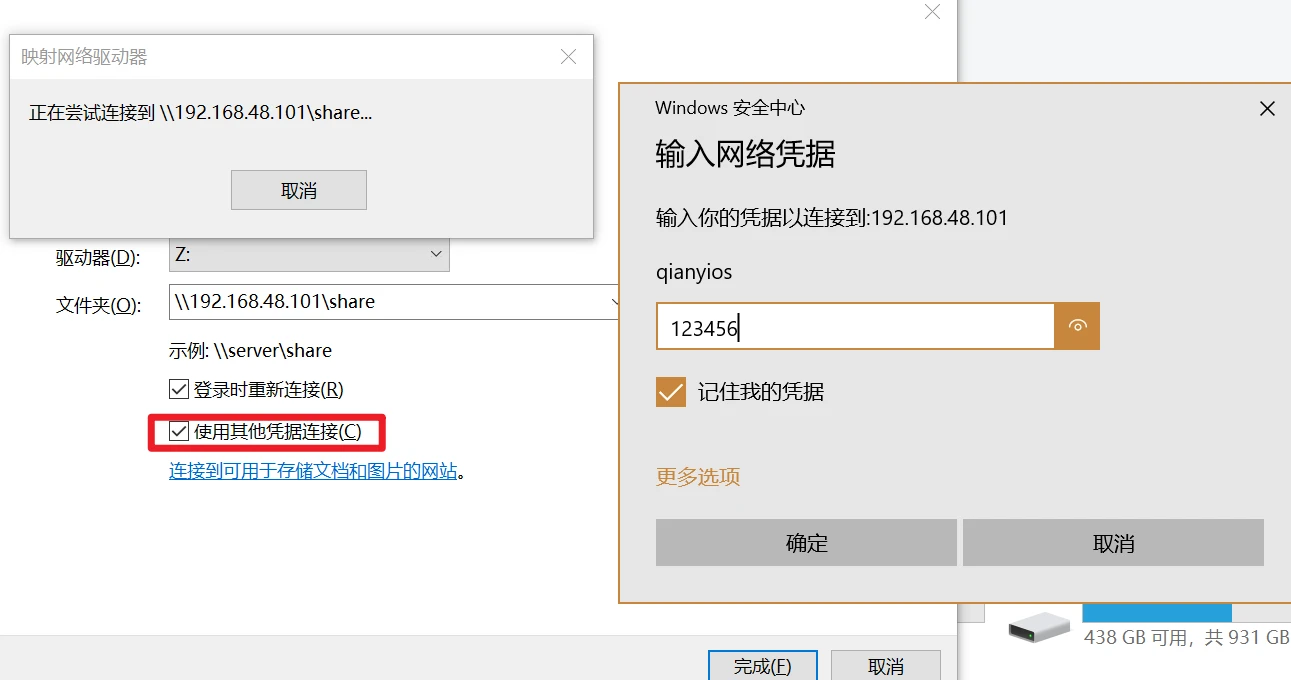 映射网络驱动器
正在尝试连接到 \\192.168.48.101\share...
取消
驱动器(D): Z:
文件夹(O): \\192.168.48.101\share
示例: \\server\share
登录时重新连接(R)
使用其他凭据连接(C)
连接到可用于存储文档和图片的网站。
完成(F)
取消
Windows 安全中心
输入网络凭据
输入你的凭据以连接到:192.168.48.101
qianyios
123456
记住我的凭据
更多选项
确定
取消
438 GB 可用，共 931 GB